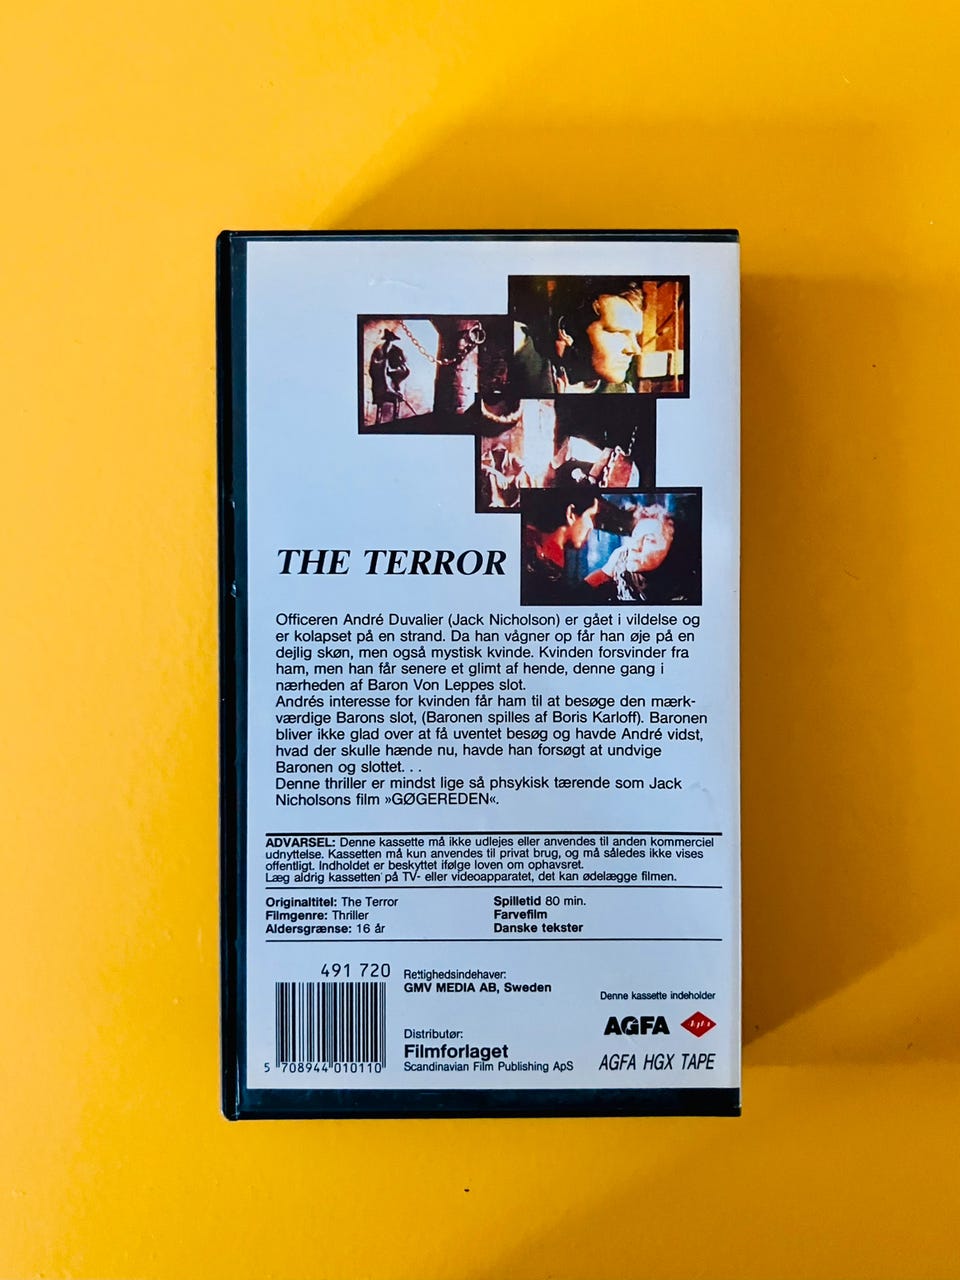 THE TERROR
Officeren André Duvalier (Jack Nicholson) er gået i vildelse og
er kolapset på en strand. Da han vågner op får han øje på en
dejlig skøn, men også mystisk kvinde. Kvinden forsvinder fra
ham, men han får senere et glimt af hende, denne gang i
nærheden af Baron Von Leppes slot.
Andrés interesse for kvinden får ham til at besøge den mærk-
værdige Barons slot, (Baronen spilles af Boris Karloff). Baronen
bliver ikke glad over at få uventet besøg og havde André vidst,
hvad der skulle hænde nu, havde han forsøgt at undvige
Baronen og slottet. . .
Denne thriller er mindst lige så phsykisk tærende som Jack
Nicholsons film »GØGEREDEN«.
ADVARSEL: Denne kassette må ikke udlejes eller anvendes til anden kommerciel
udnyttelse. Kassetten må kun anvendes til privat brug, og må således ikke vises
offentligt. Indholdet er beskyttet ifølge loven om ophavsret.
Læg aldrig kassetten på TV- eller videoapparatet, det kan ødelægge filmen.
Originaltitel: The Terror
Filmgenre: Thriller
Aldersgrænse: 16 år
Spilletid 80 min.
Farvefilm
Danske tekster
491 720
5 708944 010110
Rettighedsindehaver:
GMV MEDIA AB, Sweden
Distributør:
Filmforlaget
Scandinavian Film Publishing ApS
Denne kassette indeholder
AGFA
Agfa
AGFA HGX TAPE